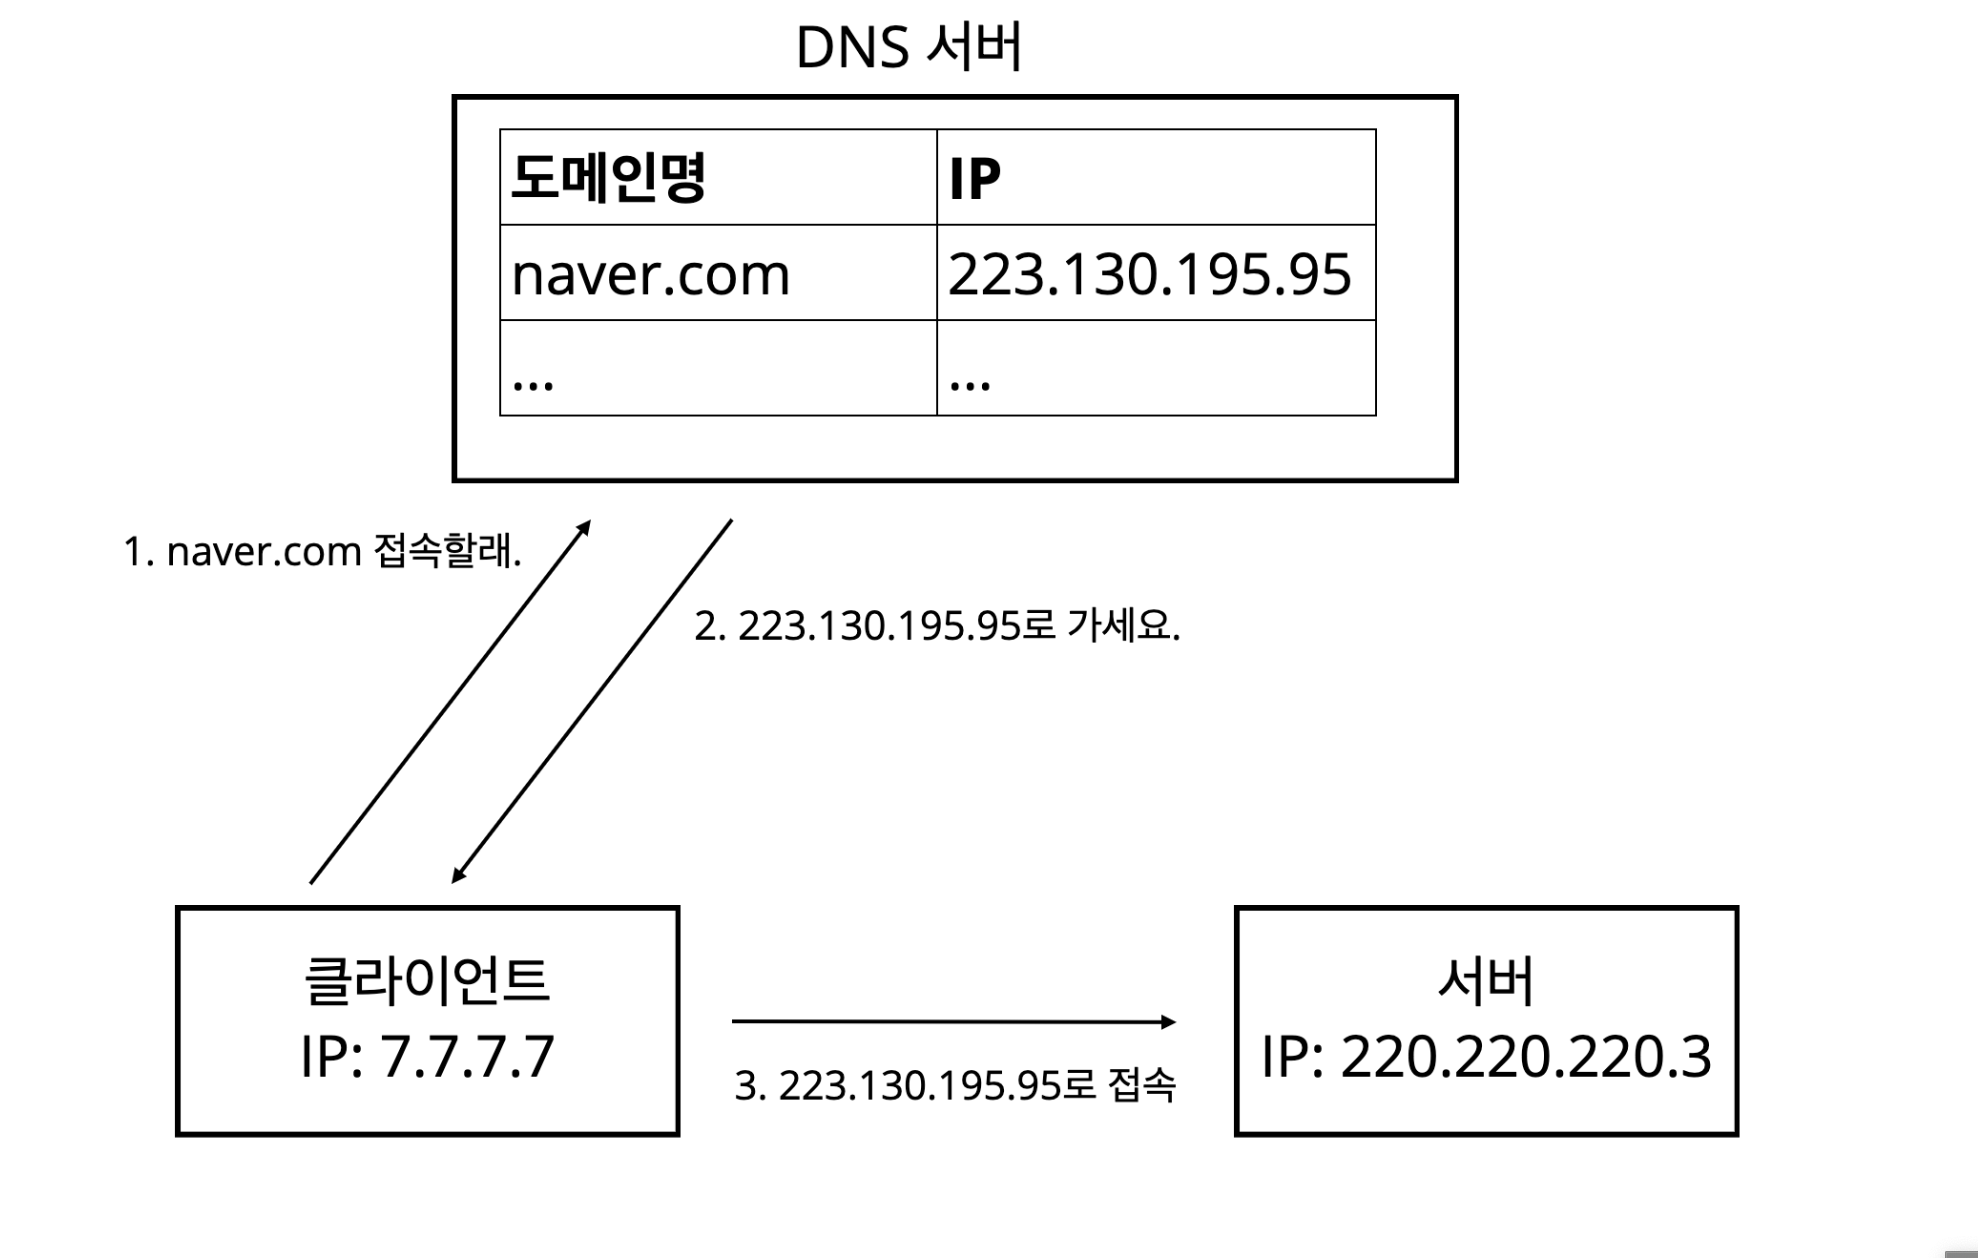 DNS 서버
도메인명 IP
naver.com 223.130.195.95
... ...
1. naver.com 접속할래.
2. 223.130.195.95로 가세요.
클라이언트
IP: 7.7.7.7
3. 223.130.195.95로 접속
서버
IP: 220.220.220.3